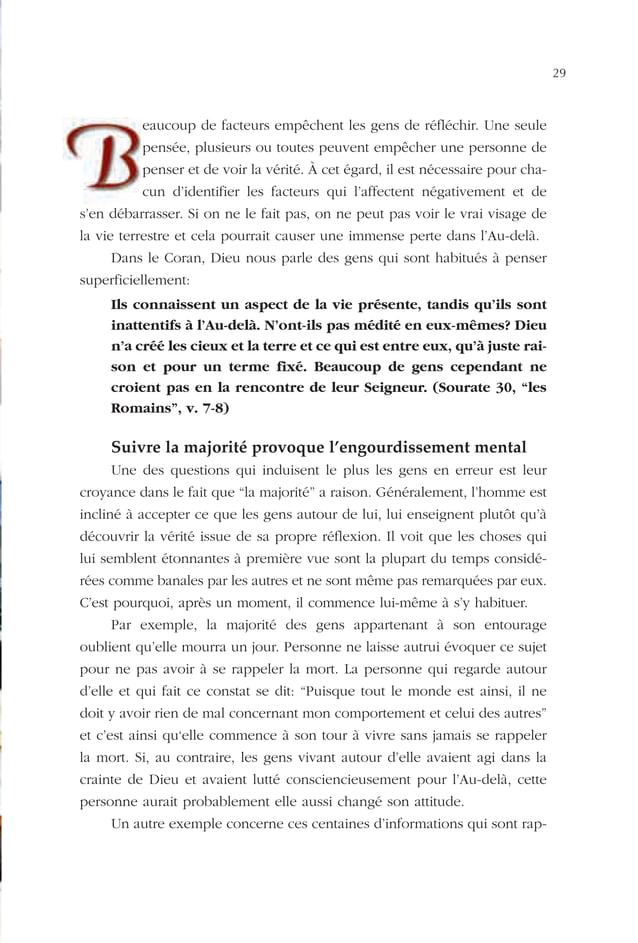 29
Beaucoup de facteurs empêchent les gens de réfléchir. Une seule
pensée, plusieurs ou toutes peuvent empêcher une personne de
penser et de voir la vérité. À cet égard, il est nécessaire pour cha-
cun d'identifier les facteurs qui l'affectent négativement et de
s'en débarrasser. Si on ne le fait pas, on ne peut pas voir le vrai visage de
la vie terrestre et cela pourrait causer une immense perte dans l'Au-delà.
Dans le Coran, Dieu nous parle des gens qui sont habitués à penser
superficiellement:
Ils connaissent un aspect de la vie présente, tandis qu'ils sont
inattentifs à l'Au-delà. N'ont-ils pas médité en eux-mêmes? Dieu
n'a créé les cieux et la terre et ce qui est entre eux, qu'à juste rai-
son et pour un terme fixé. Beaucoup de gens cependant ne
croient pas en la rencontre de leur Seigneur. (Sourate 30, “les
Romains”, v. 7-8)
Suivre la majorité provoque l'engourdissement mental
Une des questions qui induisent le plus les gens en erreur est leur
croyance dans le fait que “la majorité” a raison. Généralement, l'homme est
incliné à accepter ce que les gens autour de lui, lui enseignent plutôt qu'à
découvrir la vérité issue de sa propre réflexion. Il voit que les choses qui
lui semblent étonnantes à première vue sont la plupart du temps considé-
rées comme banales par les autres et ne sont même pas remarquées par eux.
C'est pourquoi, après un moment, il commence lui-même à s'y habituer.
Par exemple, la majorité des gens appartenant à son entourage
oublient qu'elle mourra un jour. Personne ne laisse autrui évoquer ce sujet
pour ne pas avoir à se rappeler la mort. La personne qui regarde autour
d'elle et qui fait ce constat se dit: “Puisque tout le monde est ainsi, il ne
doit y avoir rien de mal concernant mon comportement et celui des autres”
et c'est ainsi qu‘elle commence à son tour à vivre sans jamais se rappeler
la mort. Si, au contraire, les gens vivant autour d'elle avaient agi dans la
crainte de Dieu et avaient lutté consciencieusement pour l'Au-delà, cette
personne aurait probablement elle aussi changé son attitude.
Un autre exemple concerne ces centaines d'informations qui sont rap-